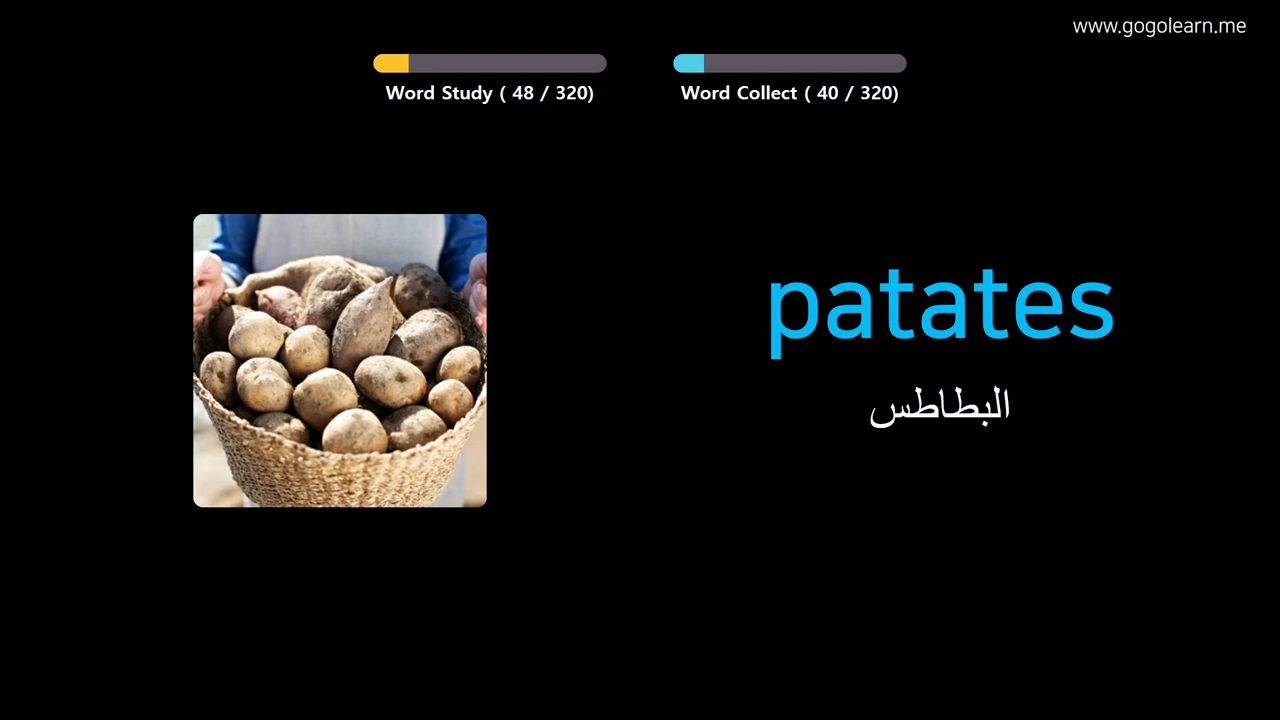 www.gogolearn.me
Word Study ( 48 / 320)
Word Collect ( 40 / 320)
patates
البطاطس